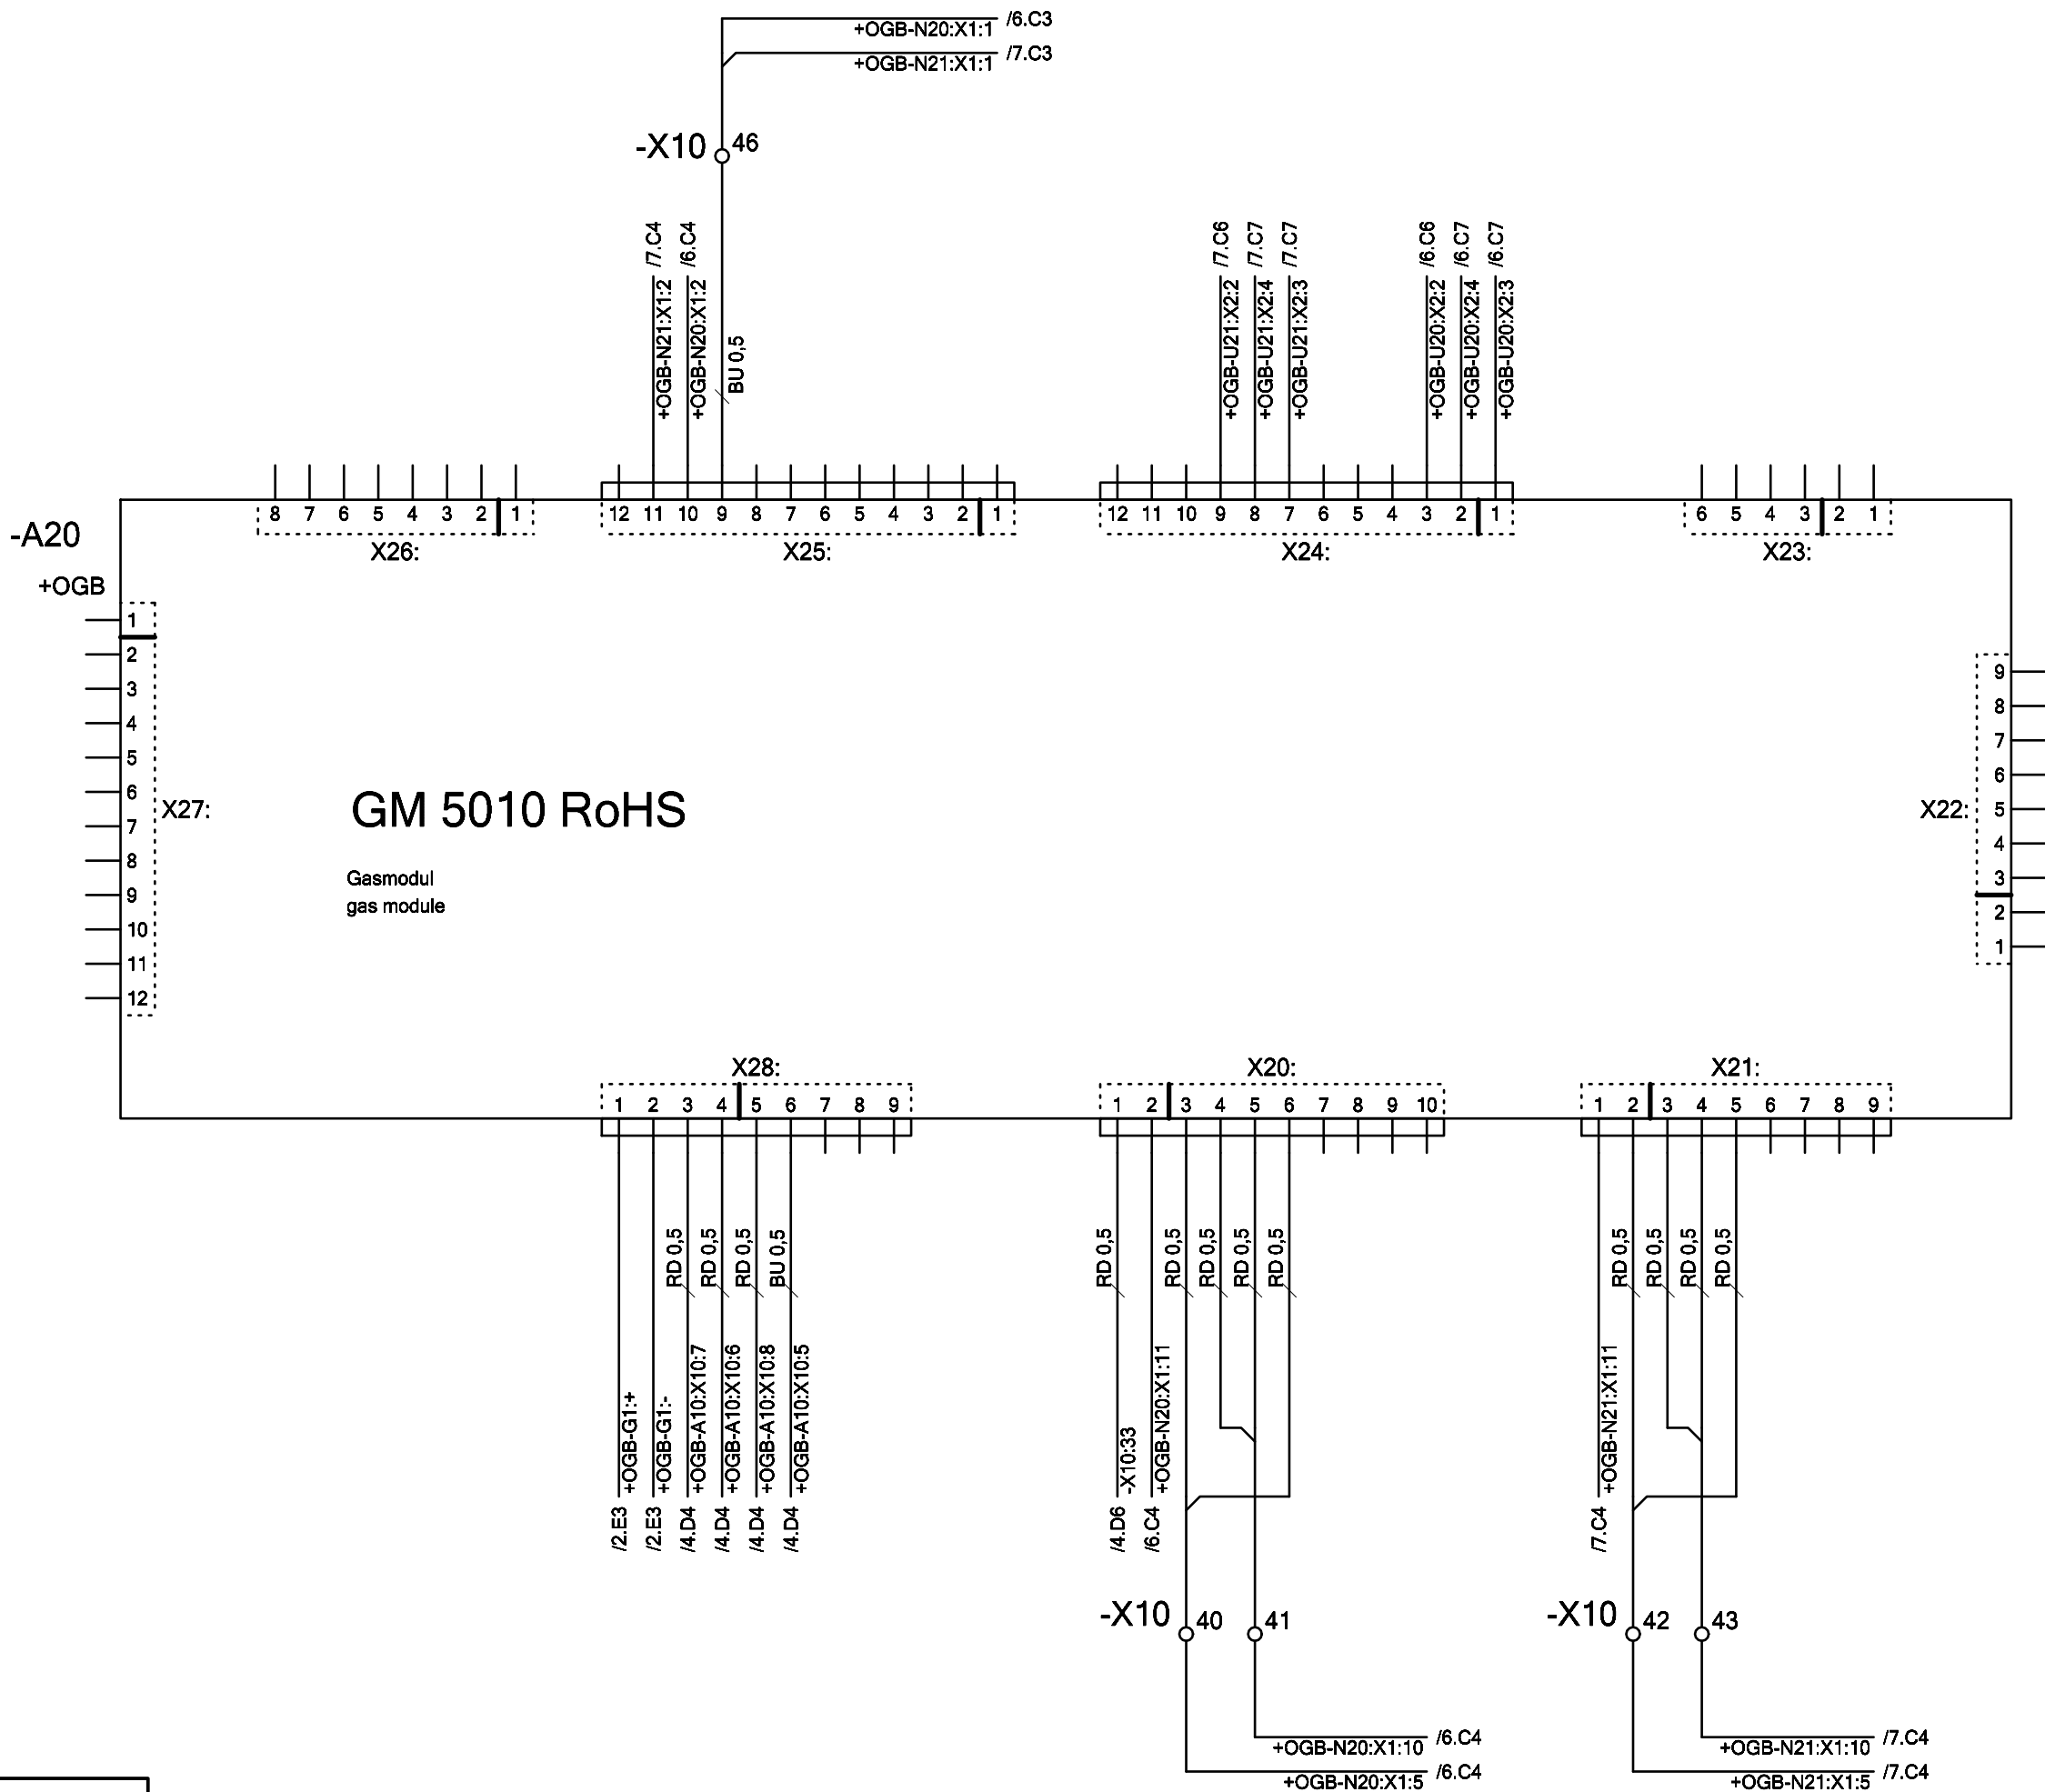 +OGB-N20:X1:1 /6.C3
+OGB-N21:X1:1 /7.C3
-X10 46
/7.C4 /6.C4
+OGB-N21:X1:2 +OGB-N20:X1:2 BU 0,5
/7.C6 /7.C7 /7.C7 /6.C6 /6.C7 /6.C7
+OGB-U21:X2:2 +OGB-U21:X2:4 +OGB-U21:X2:3 +OGB-U20:X2:2 +OGB-U20:X2:4 +OGB-U20:X2:3
8 7 6 5 4 3 2 1
X26:
12 11 10 9 8 7 6 5 4 3 2 1
X25:
12 11 10 9 8 7 6 5 4 3 2 1
X24:
6 5 4 3 2 1
X23:
-A20
+OGB
1
2
3
4
5
6
7
8
9
10
11
12
X27:
GM 5010 RoHS
Gasmodul
gas module
X22:
9
8
7
6
5
4
3
2
1
X28:
1 2 3 4 5 6 7 8 9
X20:
1 2 3 4 5 6 7 8 9 10
X21:
1 2 3 4 5 6 7 8 9
RD 0,5 RD 0,5 RD 0,5 BU 0,5
+OGB-G1:+ +OGB-G1:- +OGB-A10:X10:7 +OGB-A10:X10:6 +OGB-A10:X10:8 +OGB-A10:X10:5
/2.E3 /2.E3 /4.D4 /4.D4 /4.D4 /4.D4
RD 0,5 RD 0,5 RD 0,5 RD 0,5 RD 0,5
-X10:33 +OGB-N20:X1:11
/4.D6 /6.C4
RD 0,5 RD 0,5 RD 0,5 RD 0,5
+OGB-N21:X1:11
/7.C4
-X10 40 41
-X10 42 43
+OGB-N20:X1:10 /6.C4
+OGB-N20:X1:5 /6.C4
+OGB-N21:X1:10 /7.C4
+OGB-N21:X1:5 /7.C4